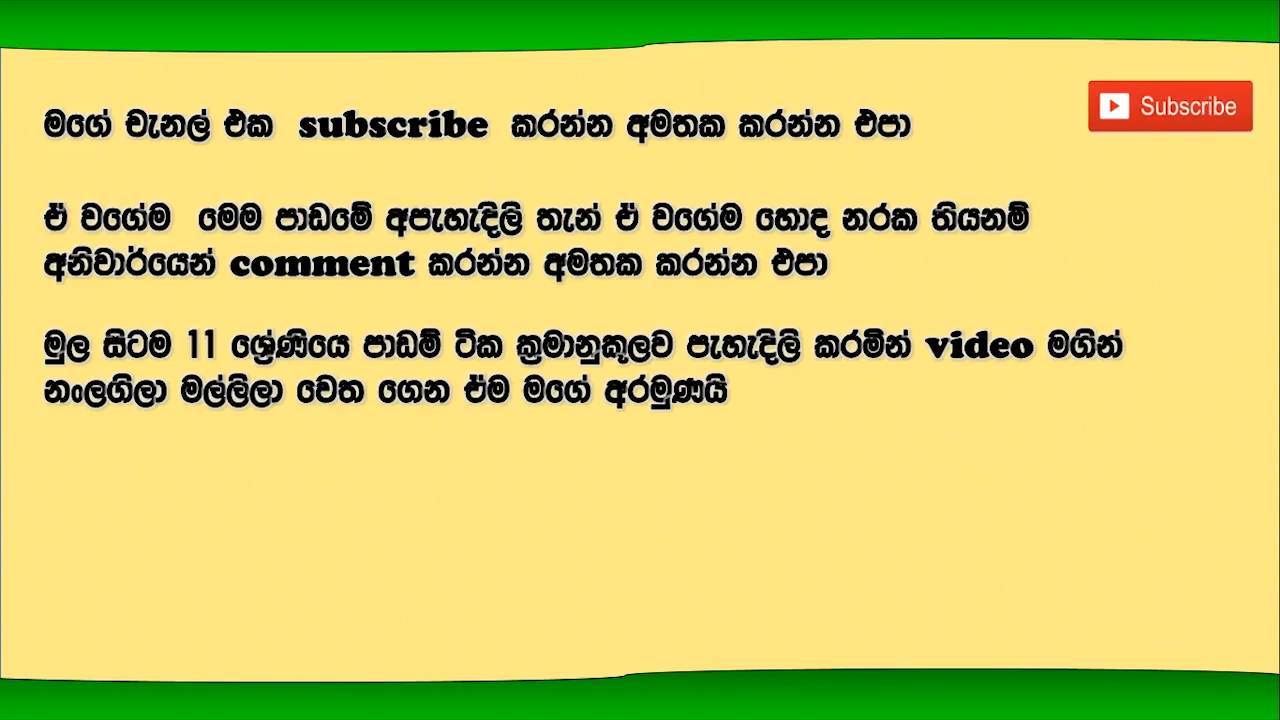 මගේ චැනල් එක subscribe කරන්න අමතක කරන්න එපා
Subscribe
ඒ වගේම මෙම පාඩමේ අපැහැදිලි තැන් ඒ වගේම හොද නරක තියනම්
අනිවාර්යෙන් comment කරන්න අමතක කරන්න එපා
මුල සිටම 11 ශ්‍රේණියෙ පාඩම් ටික ක්‍රමානුකුලව පැහැදිලි කරමින් video මගින්
නංලගිලා මල්ලිලා වෙත ගෙන ඒම මගේ අරමුණයි